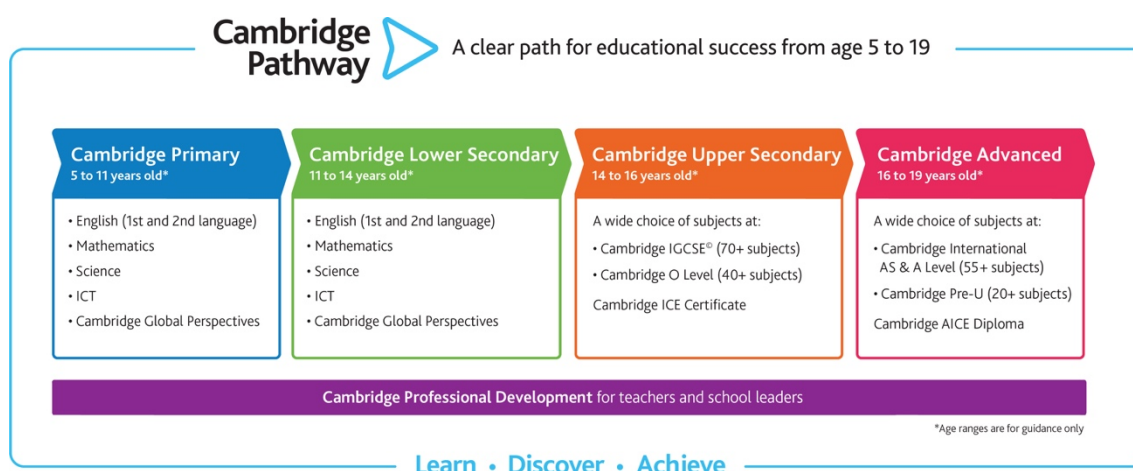 Cambridge
Pathway
A clear path for educational success from age 5 to 19
Cambridge Primary
5 to 11 years old*
• English (1st and 2nd language)
• Mathematics
• Science
• ICT
• Cambridge Global Perspectives
Cambridge Lower Secondary
11 to 14 years old*
• English (1st and 2nd language)
• Mathematics
• Science
• ICT
• Cambridge Global Perspectives
Cambridge Upper Secondary
14 to 16 years old*
A wide choice of subjects at:
• Cambridge IGCSE© (70+ subjects)
• Cambridge O Level (40+ subjects)
Cambridge ICE Certificate
Cambridge Advanced
16 to 19 years old*
A wide choice of subjects at:
• Cambridge International
AS & A Level (55+ subjects)
• Cambridge Pre-U (20+ subjects)
Cambridge AICE Diploma
Cambridge Professional Development for teachers and school leaders
*Age ranges are for guidance only
Learn • Discover • Achieve